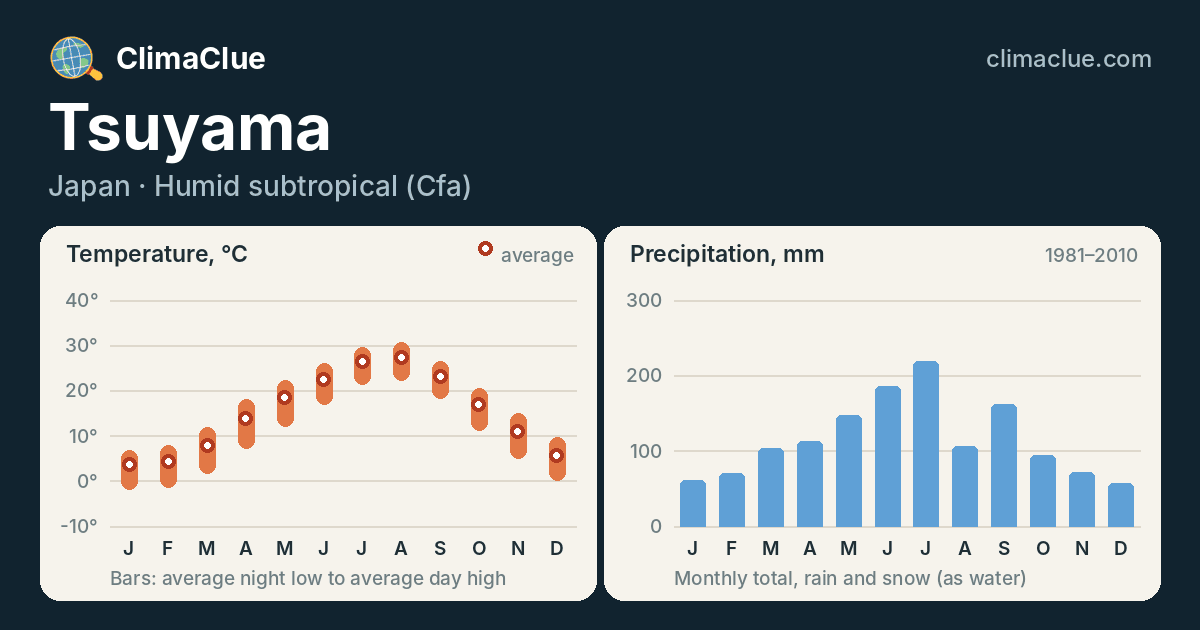 ClimaClue
climaclue.com
Tsuyama
Japan · Humid subtropical (Cfa)
Temperature, °C
average
40°
30°
20°
10°
0°
-10°
J F M A M J J A S O N D
Bars: average night low to average day high
Precipitation, mm
1981–2010
300
200
100
0
J F M A M J J A S O N D
Monthly total, rain and snow (as water)